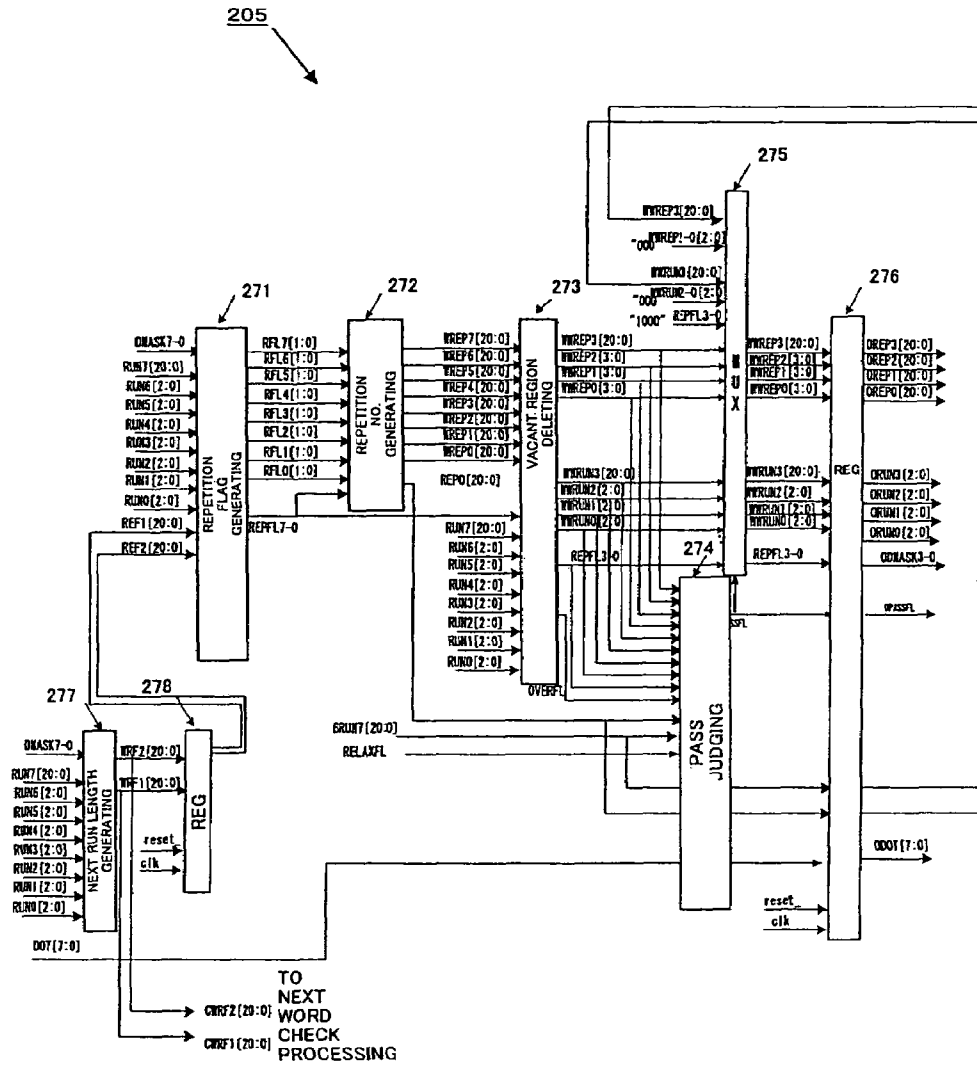 205
275
WWREP3[20:0]
WWREP!-0[2:0]
"000"
WWRUN3[20:0]
WWRUN2-0[2:0]
"000"
REPFL3-0
"1000"
MUX
276
271
272
273
DMASK7-0
RUN7[20:0]
RUN6[2:0]
RUN5[2:0]
RUN4[2:0]
RUN3[2:0]
RUN2[2:0]
RUN1[2:0]
RUN0[2:0]
REF1[20:0]
REF2[20:0]
REPETITION
FLAG
GENERATING
RFL7[1:0]
RFL6[1:0]
RFL5[1:0]
RFL4[1:0]
RFL3[1:0]
RFL2[1:0]
RFL1[1:0]
RFL0[1:0]
REPFL7-0
REPETITION
NO.
GENERATING
WREP7[20:0]
WREP6[20:0]
WREP5[20:0]
WREP4[20:0]
WREP3[20:0]
WREP2[20:0]
WREP1[20:0]
WREP0[20:0]
REP0[20:0]
RUN7[20:0]
RUN6[2:0]
RUN5[2:0]
RUN4[2:0]
RUN3[2:0]
RUN2[2:0]
RUN1[2:0]
RUN0[2:0]
VACANT REGION
DELETING
WWREP3[20:0]
WWREP2[3:0]
WWREP1[3:0]
WWREP0[3:0]
WWRUN3[20:0]
WWRUN2[2:0]
WWRUN1[2:0]
WWRUN0[2:0]
REPFL3-0
OVERFL
274
PASS
JUDGING
WWREP3[20:0]
WWREP2[3:0]
WWREP1[3:0]
WWREP0[3:0]
WWRUN3[20:0]
WWRUN2[2:0]
WWRUN1[2:0]
WWRUN0[2:0]
REPFL3-0
SSFL
REG
OREP3[20:0]
OREP2[20:0]
OREP1[20:0]
OREP0[20:0]
ORUN3[2:0]
ORUN2[2:0]
ORUN1[2:0]
ORUN0[2:0]
ODMASK3-0
OPASSFL
ODOT[7:0]
reset_
clk
BRUN7[20:0]
RELAXFL
277
278
DMASK7-0
RUN7[20:0]
RUN6[2:0]
RUN5[2:0]
RUN4[2:0]
RUN3[2:0]
RUN2[2:0]
RUN1[2:0]
RUN0[2:0]
NEXT RUN LENGTH
GENERATING
WRF2[20:0]
WRF1[20:0]
reset_
clk
REG
DOT[7:0]
CWRF2[20:0]
CWRF1[20:0]
TO
NEXT
WORD
CHECK
PROCESSING